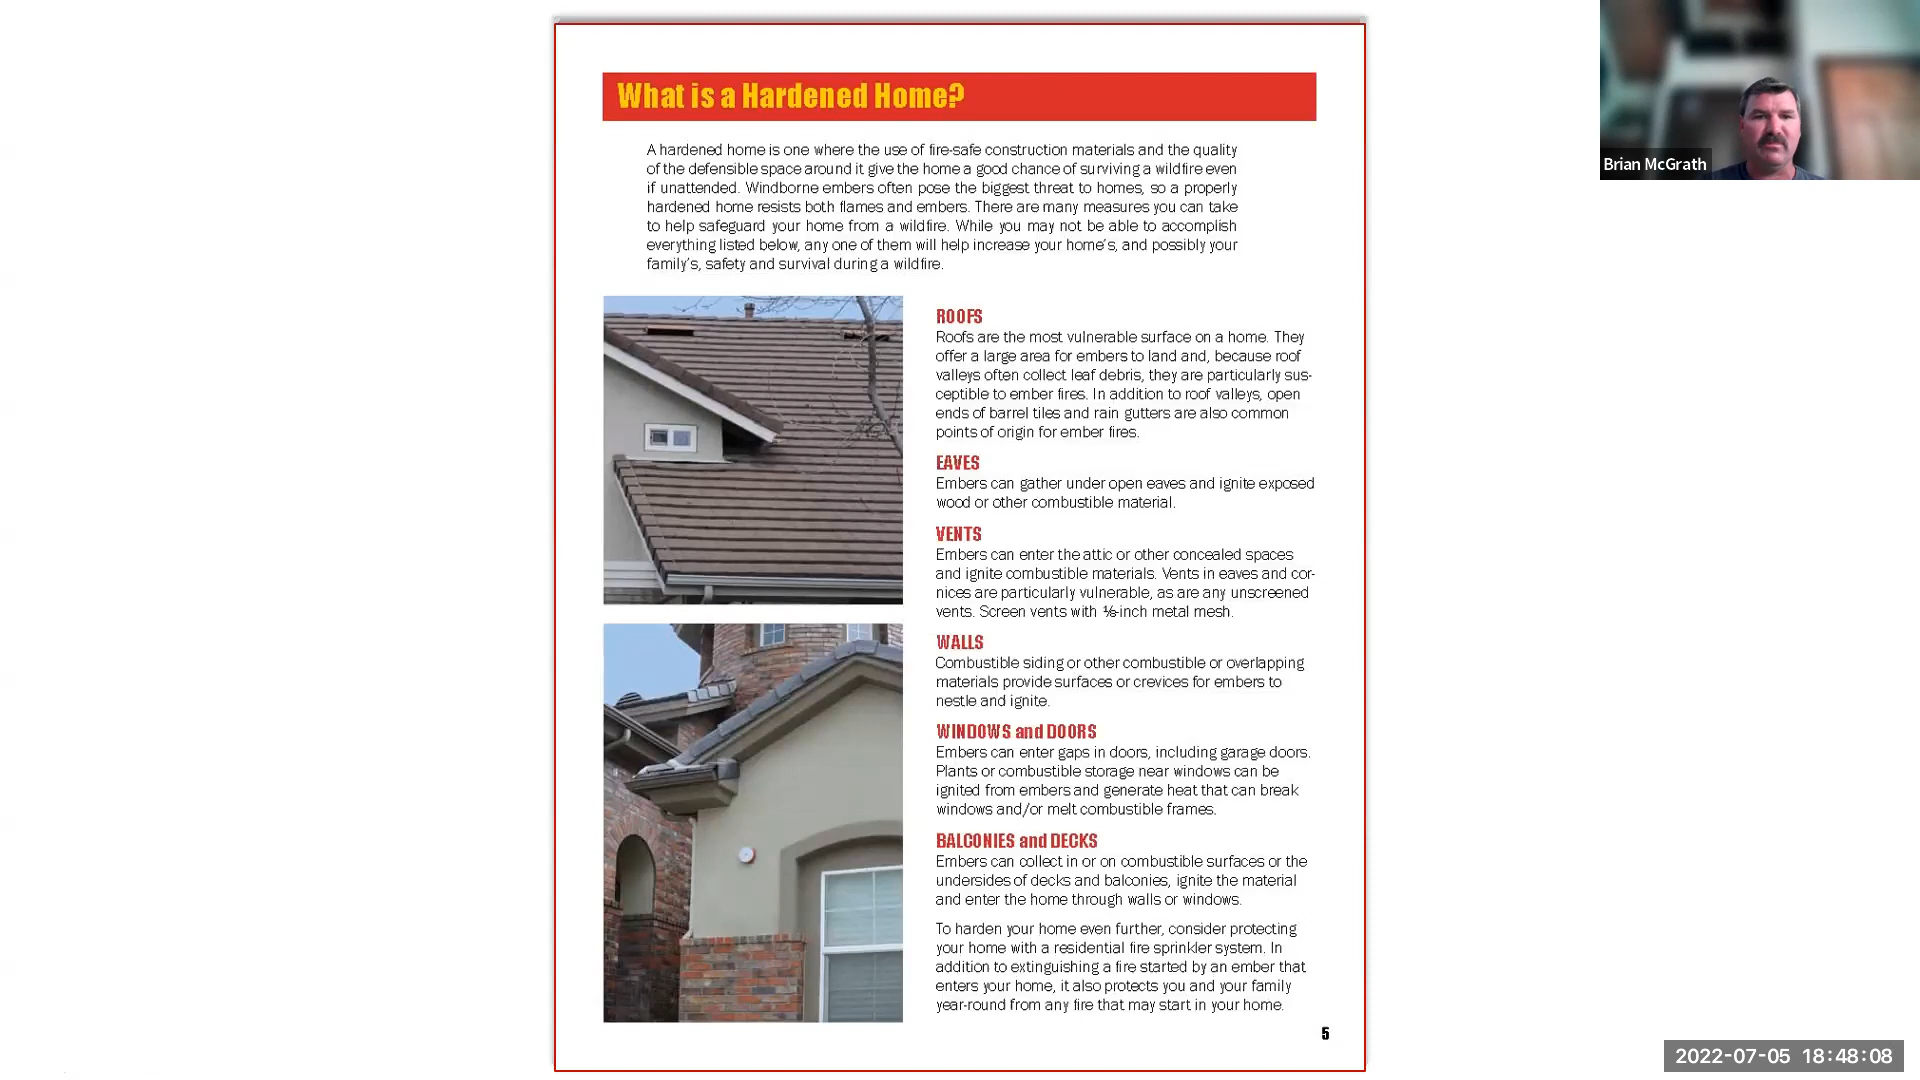 What is a Hardened Home?
A hardened home is one where the use of fire-safe construction materials and the quality
of the defensible space around it give the home a good chance of surviving a wildfire even
if unattended. Windborne embers often pose the biggest threat to homes, so a properly
hardened home resists both flames and embers. There are many measures you can take
to help safeguard your home from a wildfire. While you may not be able to accomplish
everything listed below, any one of them will help increase your home's, and possibly your
family's, safety and survival during a wildfire.
ROOFS
Roofs are the most vulnerable surface on a home. They
offer a large area for embers to land and, because roof
valleys often collect leaf debris, they are particularly sus-
ceptible to ember fires. In addition to roof valleys, open
ends of barrel tiles and rain gutters are also common
points of origin for ember fires.
EAVES
Embers can gather under open eaves and ignite exposed
wood or other combustible material.
VENTS
Embers can enter the attic or other concealed spaces
and ignite combustible materials. Vents in eaves and cor-
nices are particularly vulnerable, as are any unscreened
vents. Screen vents with ⅛-inch metal mesh.
WALLS
Combustible siding or other combustible or overlapping
materials provide surfaces or crevices for embers to
nestle and ignite.
WINDOWS and DOORS
Embers can enter gaps in doors, including garage doors.
Plants or combustible storage near windows can be
ignited from embers and generate heat that can break
windows and/or melt combustible frames.
BALCONIES and DECKS
Embers can collect in or on combustible surfaces or the
undersides of decks and balconies, ignite the material
and enter the home through walls or windows.
To harden your home even further, consider protecting
your home with a residential fire sprinkler system. In
addition to extinguishing a fire started by an ember that
enters your home, it also protects you and your family
year-round from any fire that may start in your home.
5
Brian McGrath
2022-07-05 18:48:08